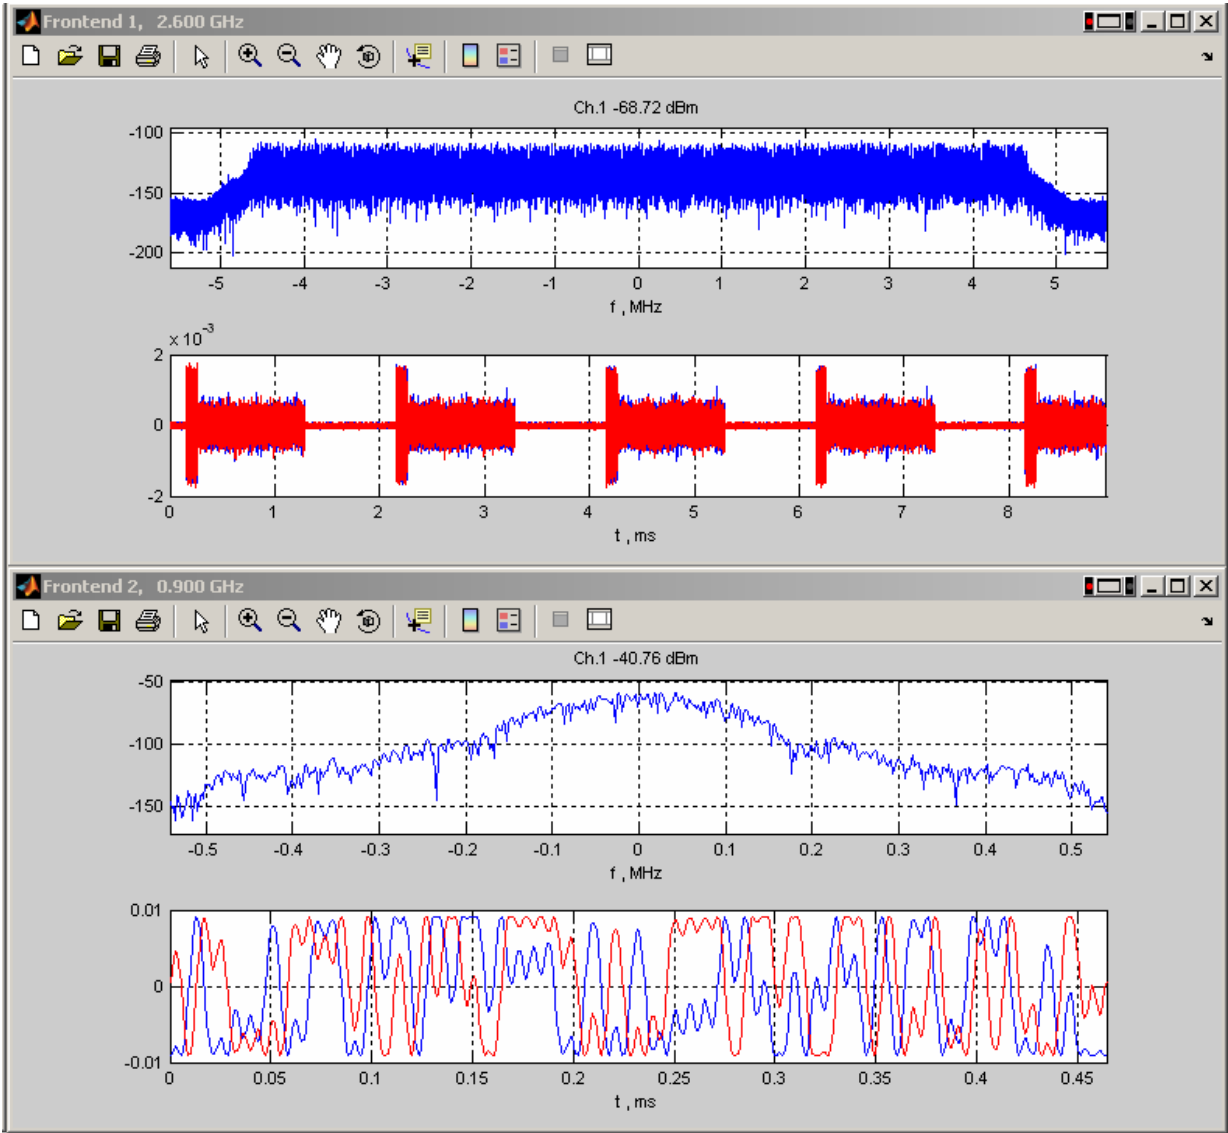 Frontend 1, 2.600 GHz
Ch.1 -68.72 dBm
-100
-150
-200
-5 -4 -3 -2 -1 0 1 2 3 4 5
f , MHz
x 10^-3
2
0
-2
0 1 2 3 4 5 6 7 8
t , ms
Frontend 2, 0.900 GHz
Ch.1 -40.76 dBm
-50
-100
-150
-0.5 -0.4 -0.3 -0.2 -0.1 0 0.1 0.2 0.3 0.4 0.5
f , MHz
0.01
0
-0.01
0 0.05 0.1 0.15 0.2 0.25 0.3 0.35 0.4 0.45
t , ms